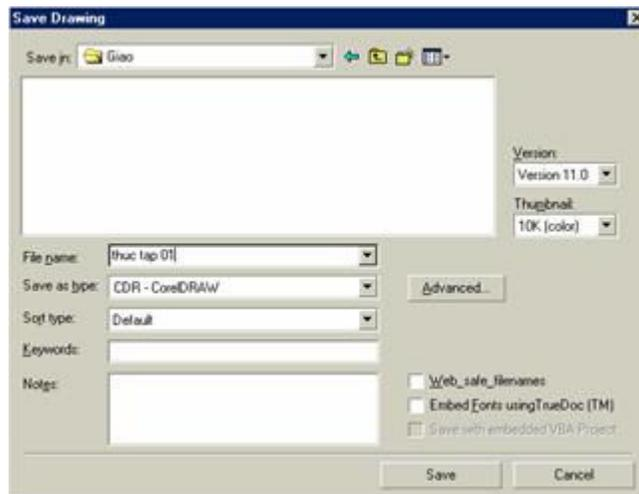 Save Drawing
Save in: Giao
Version:
Version 11.0
Thumbnail:
10K (color)
File name: thuc tap 01
Save as type: CDR - CorelDRAW
Advanced...
Sort type: Default
Keywords:
Notes:
Web_safe_filenames
Embed Fonts usingTrueDoc (TM)
Save with embedded VBA Project
Save Cancel